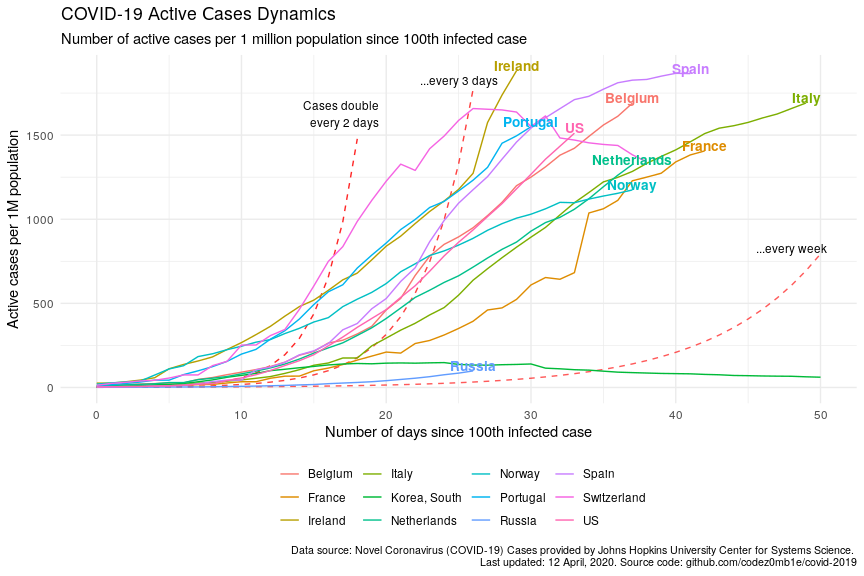 COVID-19 Active Cases Dynamics
Number of active cases per 1 million population since 100th infected case
Ireland
Spain
...every 3 days
Cases double
every 2 days
Belgium
Italy
Portugal
US
France
Netherlands
Norway
...every week
Russia
Active cases per 1M population
1500
1000
500
0
0 10 20 30 40 50
Number of days since 100th infected case
Belgium Italy Norway Spain
France Korea, South Portugal Switzerland
Ireland Netherlands Russia US
Data source: Novel Coronavirus (COVID-19) Cases provided by Johns Hopkins University Center for Systems Science.
Last updated: 12 April, 2020. Source code: github.com/codez0mb1e/covid-2019